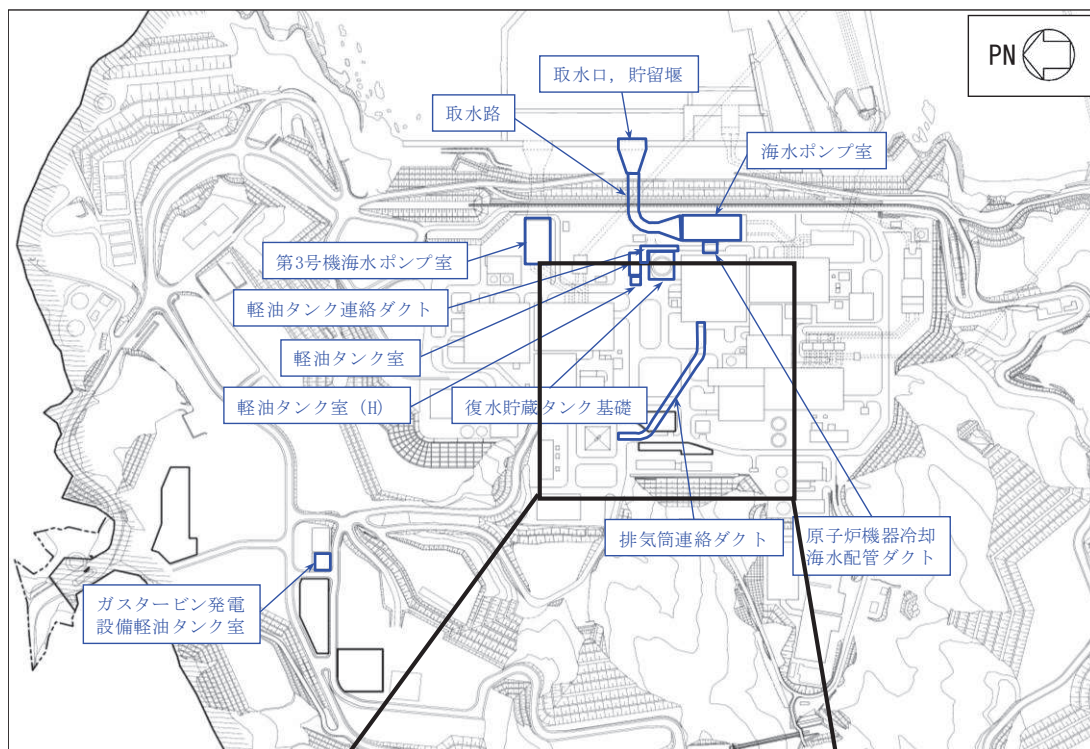 PN
取水口，貯留堰
取水路
海水ポンプ室
第3号機海水ポンプ室
軽油タンク連絡ダクト
軽油タンク室
軽油タンク室 (H)
復水貯蔵タンク基礎
排気筒連絡ダクト
原子炉機器冷却
海水配管ダクト
ガスタービン発電
設備軽油タンク室